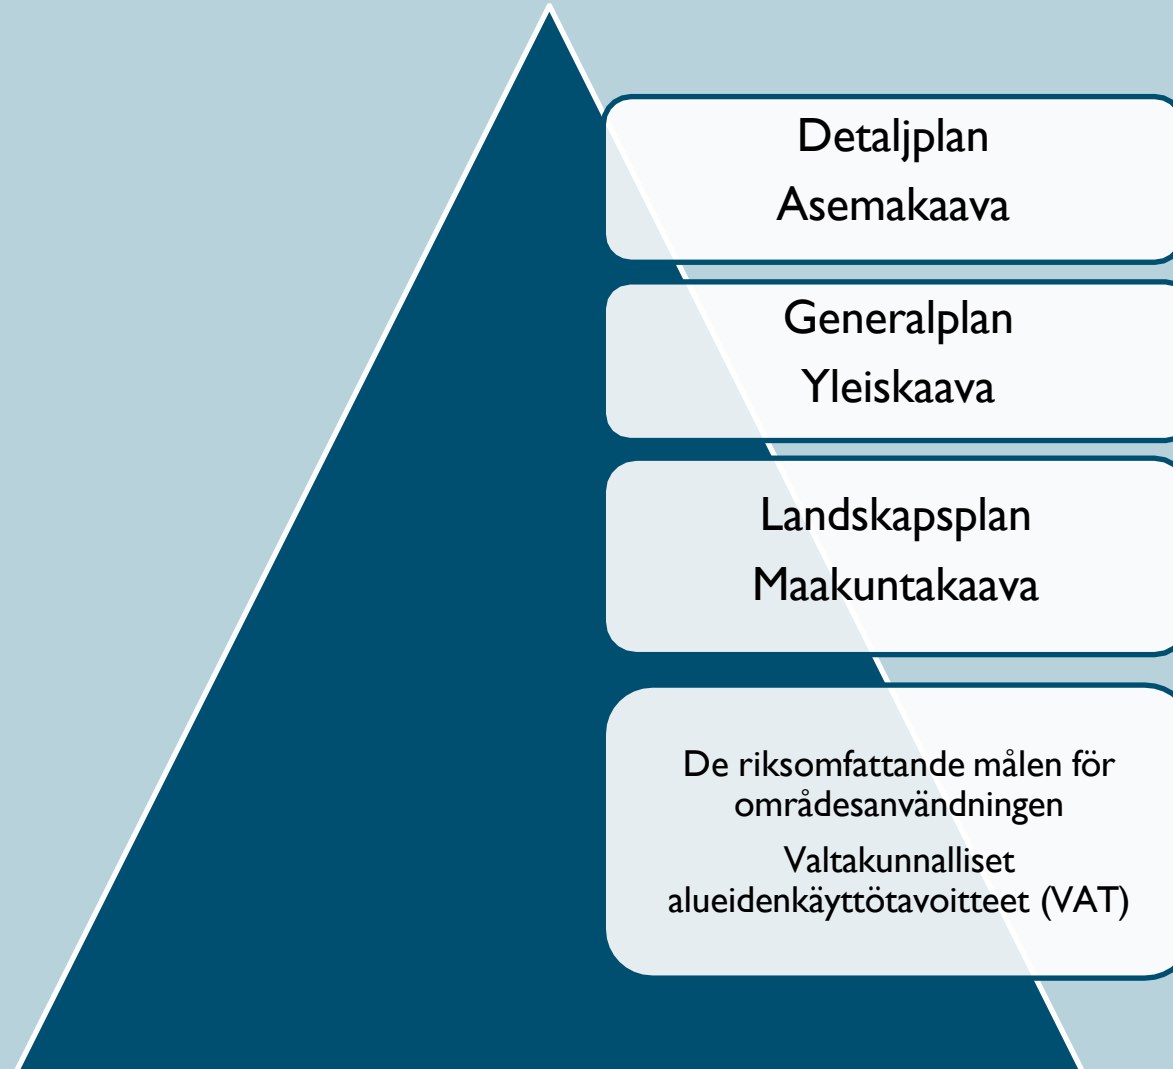 Detaljplan
Asemakaava
Generalplan
Yleiskaava
Landskapsplan
Maakuntakaava
De riksomfattande målen för
områdesanvändningen
Valtakunnalliset
alueidenkäyttötavoitteet (VAT)